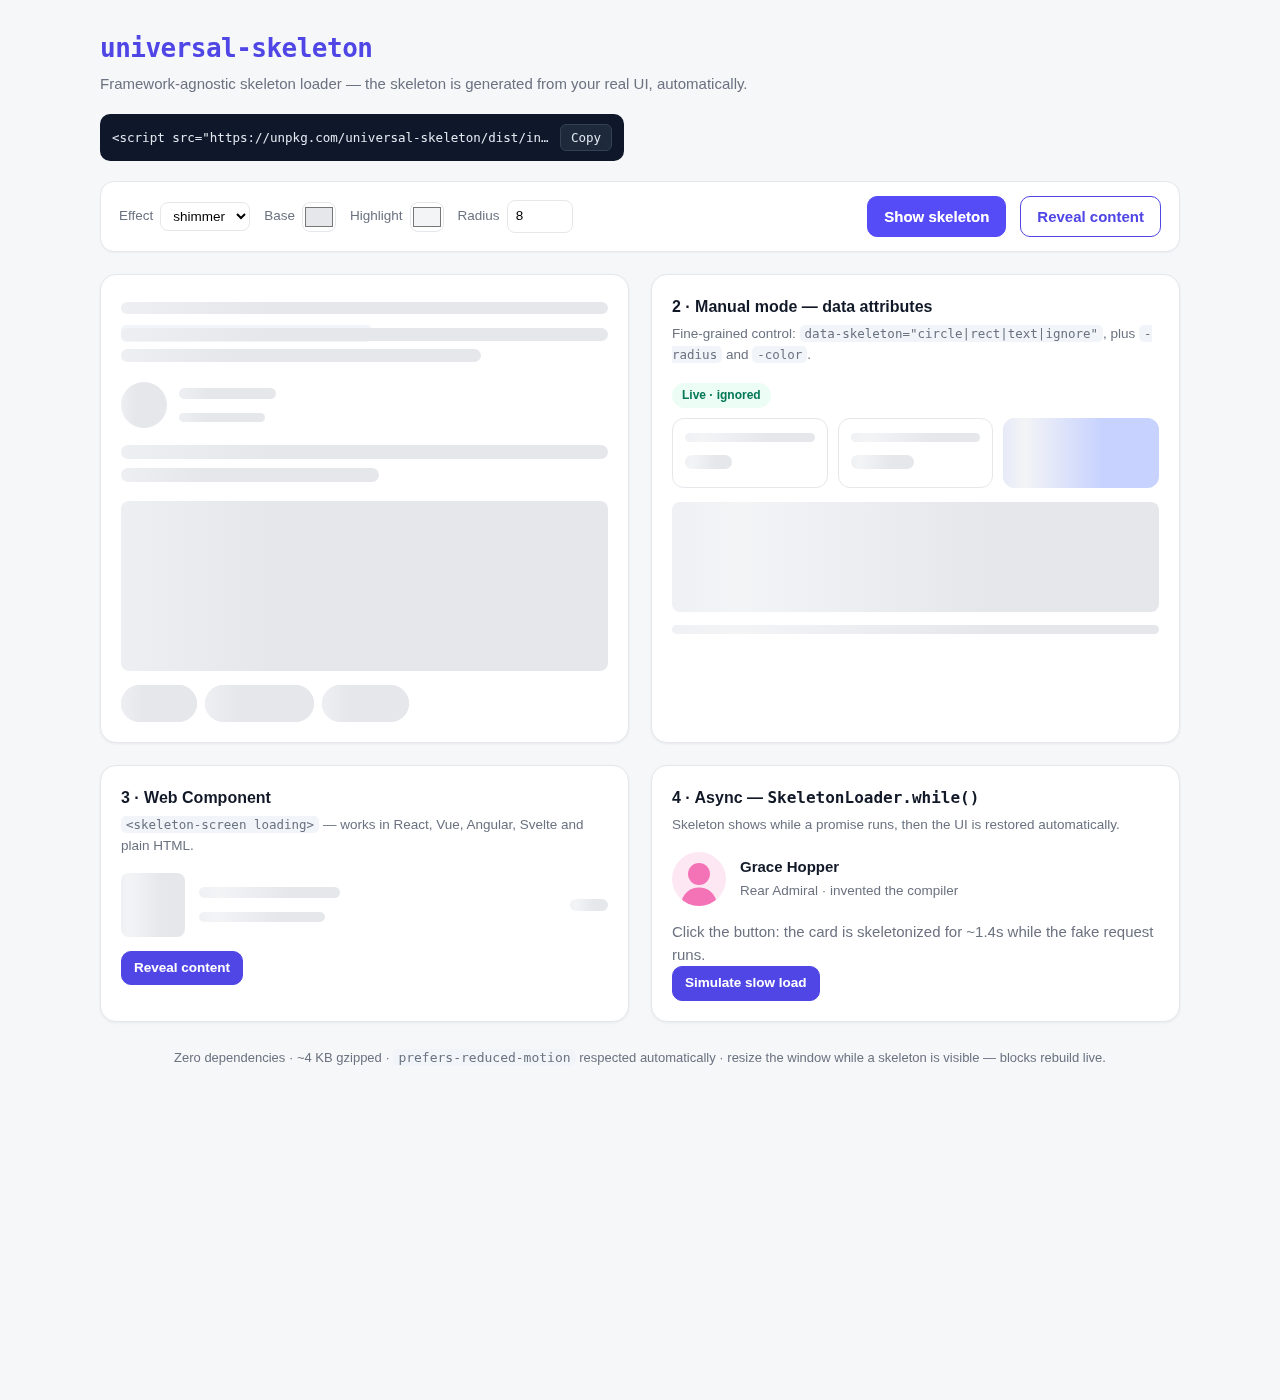 universal-skeleton
Framework-agnostic skeleton loader — the skeleton is generated from your real UI, automatically.
<script src="https://unpkg.com/universal-skeleton/dist/in… Copy
Effect shimmer Base Highlight Radius 8 Show skeleton Reveal content
2 · Manual mode — data attributes
Fine-grained control: data-skeleton="circle|rect|text|ignore", plus -
radius and -color.
Live · ignored
3 · Web Component
<skeleton-screen loading> — works in React, Vue, Angular, Svelte and
plain HTML.
Reveal content
4 · Async — SkeletonLoader.while()
Skeleton shows while a promise runs, then the UI is restored automatically.
Grace Hopper
Rear Admiral · invented the compiler
Click the button: the card is skeletonized for ~1.4s while the fake request
runs.
Simulate slow load
Zero dependencies · ~4 KB gzipped · prefers-reduced-motion respected automatically · resize the window while a skeleton is visible — blocks rebuild live.